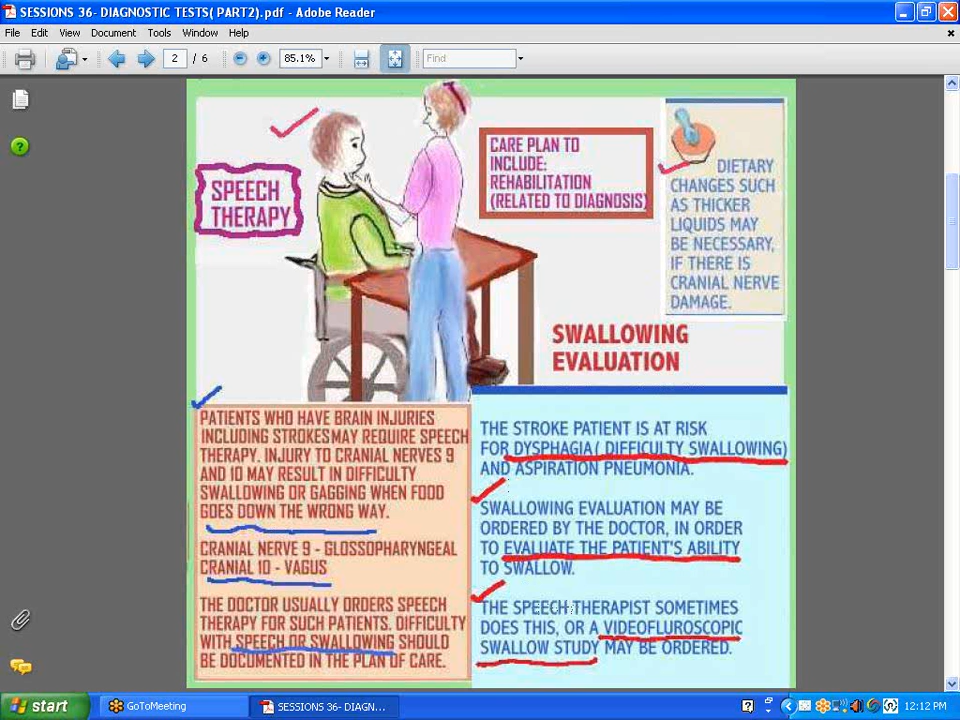 SESSIONS 36- DIAGNOSTIC TESTS( PART2).pdf - Adobe Reader
File Edit View Document Tools Window Help
2 / 6 85.1% Find
SPEECH
THERAPY
CARE PLAN TO
INCLUDE:
REHABILITATION
(RELATED TO DIAGNOSIS)
DIETARY
CHANGES SUCH
AS THICKER
LIQUIDS MAY
BE NECESSARY,
IF THERE IS
CRANIAL NERVE
DAMAGE.
SWALLOWING
EVALUATION
PATIENTS WHO HAVE BRAIN INJURIES
INCLUDING STROKES MAY REQUIRE SPEECH
THERAPY. INJURY TO CRANIAL NERVES 9
AND 10 MAY RESULT IN DIFFICULTY
SWALLOWING OR GAGGING WHEN FOOD
GOES DOWN THE WRONG WAY.
CRANIAL NERVE 9 - GLOSSOPHARYNGEAL
CRANIAL 10 - VAGUS
THE DOCTOR USUALLY ORDERS SPEECH
THERAPY FOR SUCH PATIENTS. DIFFICULTY
WITH SPEECH OR SWALLOWING SHOULD
BE DOCUMENTED IN THE PLAN OF CARE.
THE STROKE PATIENT IS AT RISK
FOR DYSPHAGIA( DIFFICULTY SWALLOWING)
AND ASPIRATION PNEUMONIA.
SWALLOWING EVALUATION MAY BE
ORDERED BY THE DOCTOR, IN ORDER
TO EVALUATE THE PATIENT'S ABILITY
TO SWALLOW.
THE SPEECH THERAPIST SOMETIMES
DOES THIS, OR A VIDEOFLUROSCOPIC
SWALLOW STUDY MAY BE ORDERED.
start GoToMeeting SESSIONS 36- DIAGN... 12:12 PM